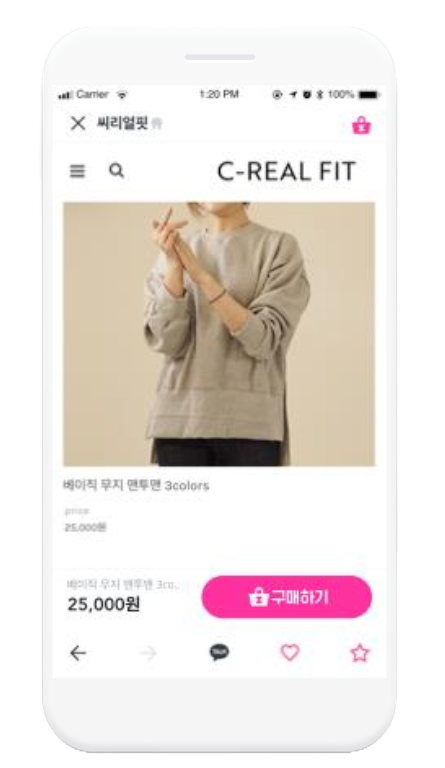 Carrier 1:20 PM 100%
씨리얼핏
C-REAL FIT
베이직 무지 맨투맨 3colors
price
25,000원
베이직 무지 맨투맨 3co..
25,000원
구매하기
TALK